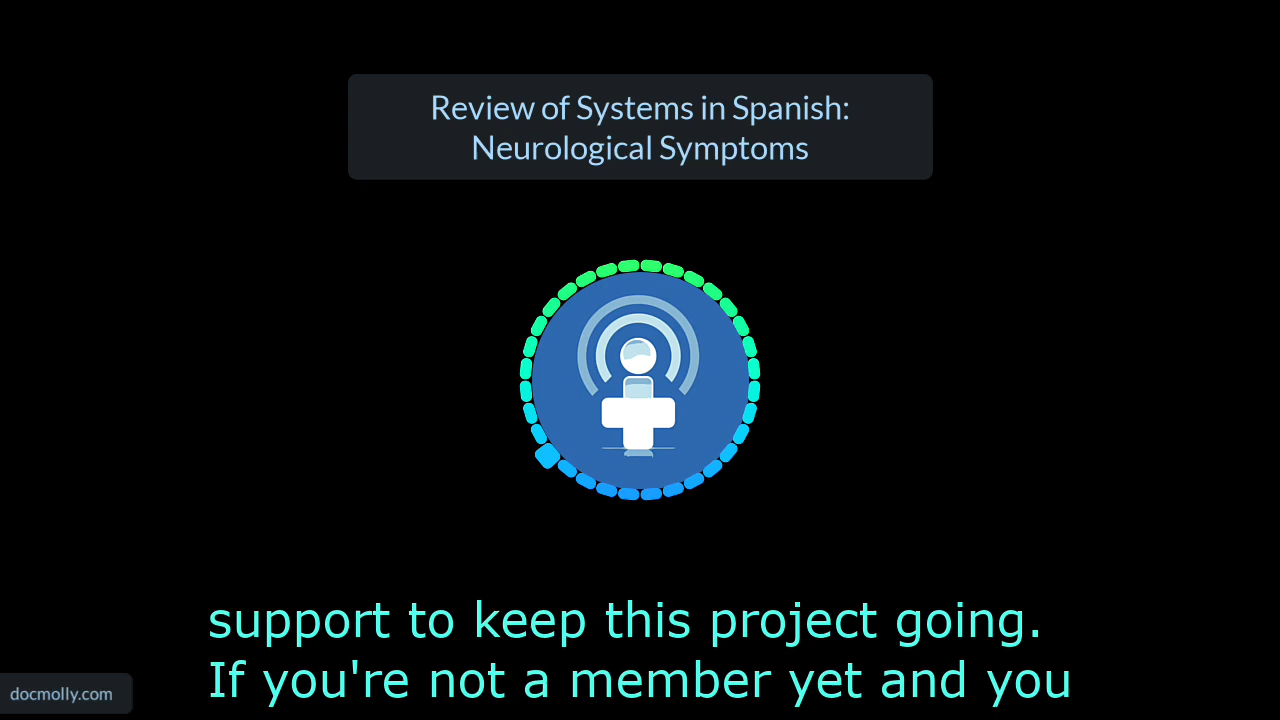 Review of Systems in Spanish:
Neurological Symptoms
support to keep this project going.
If you're not a member yet and you
docmolly.com